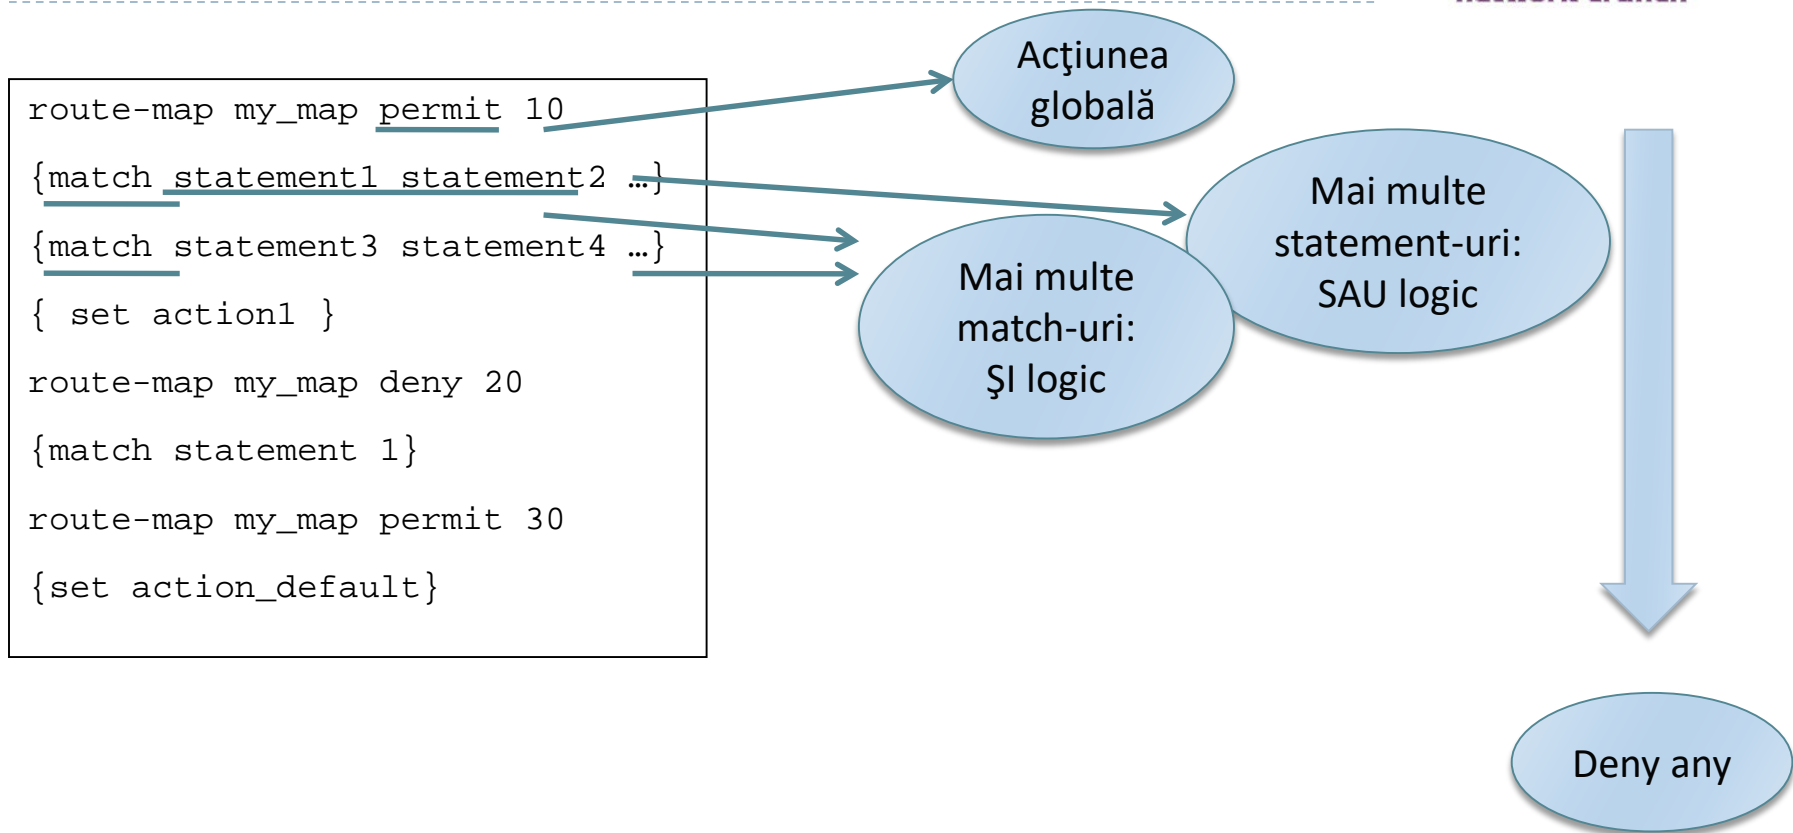 route-map my_map permit 10
{match statement1 statement2 …}
{match statement3 statement4 …}
{ set action1 }
route-map my_map deny 20
{match statement 1}
route-map my_map permit 30
{set action_default}
Acţiunea
globală
Mai multe
statement-uri:
SAU logic
Mai multe
match-uri:
ŞI logic
Deny any